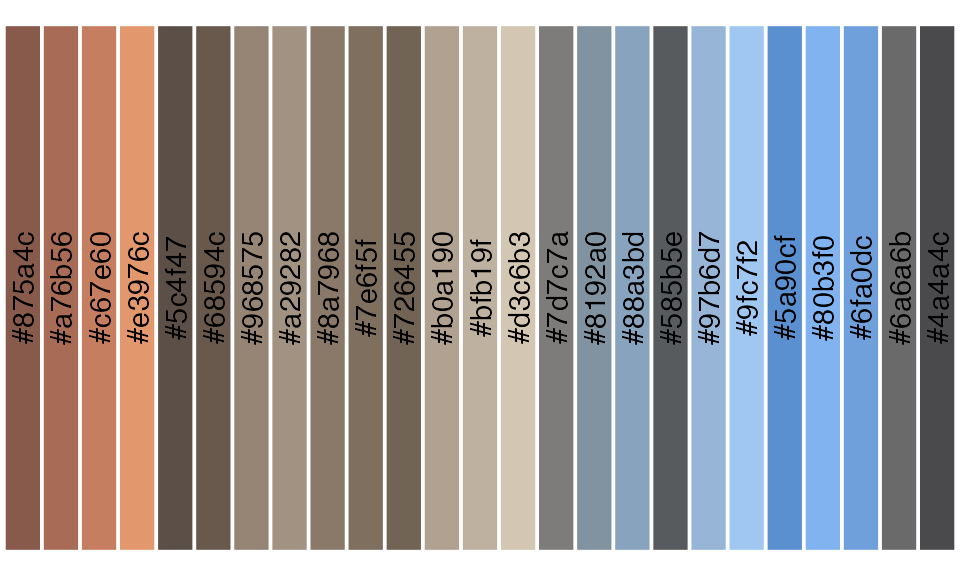 #875a4c
#a76b56
#c67e60
#e3976c
#5c4f47
#68594c
#968575
#a29282
#8a7968
#7e6f5f
#726455
#b0a190
#bfb19f
#d3c6b3
#7d7c7a
#8192a0
#88a3bd
#585b5e
#97b6d7
#9fc7f2
#5a90cf
#80b3f0
#6fa0dc
#6a6a6b
#4a4a4c